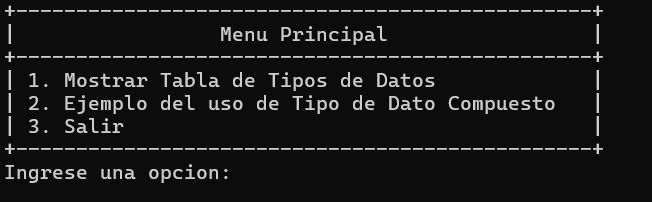 +------------------------------------------------+
|                 Menu Principal                 |
+------------------------------------------------+
| 1. Mostrar Tabla de Tipos de Datos             |
| 2. Ejemplo del uso de Tipo de Dato Compuesto   |
| 3. Salir                                       |
+------------------------------------------------+
Ingrese una opcion: